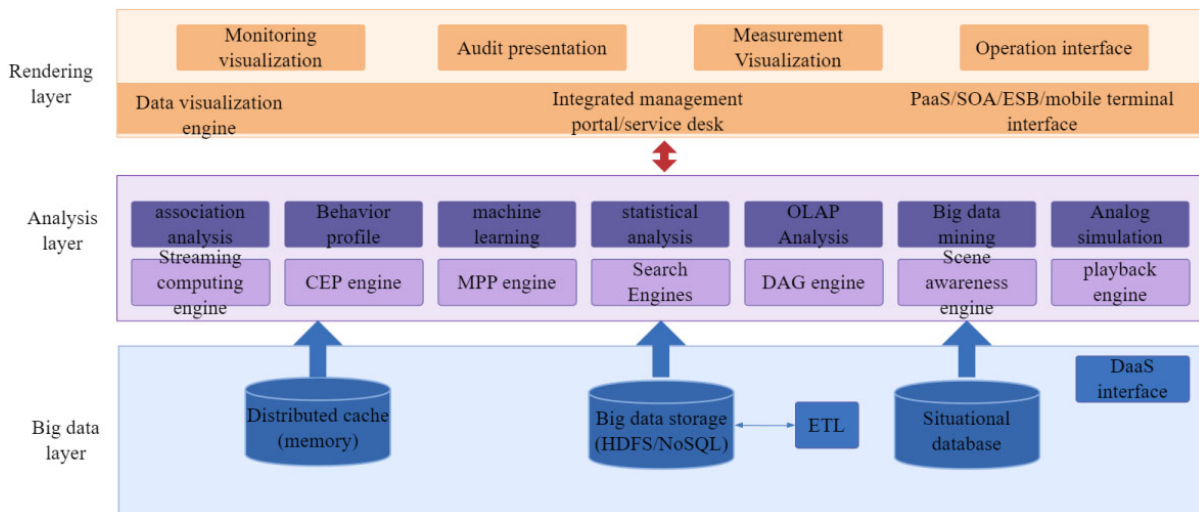 Monitoring
visualization
Audit presentation
Measurement
Visualization
Operation interface
Rendering
layer
Data visualization
engine
Integrated management
portal/service desk
PaaS/SOA/ESB/mobile terminal
interface
Analysis
layer
association
analysis
Behavior
profile
machine
learning
statistical
analysis
OLAP
Analysis
Big data
mining
Analog
simulation
Streaming
computing
engine
CEP engine
MPP engine
Search
Engines
DAG engine
Scene
awareness
engine
playback
engine
Big data
layer
Distributed cache
(memory)
Big data storage
(HDFS/NoSQL)
ETL
Situational
database
DaaS
interface